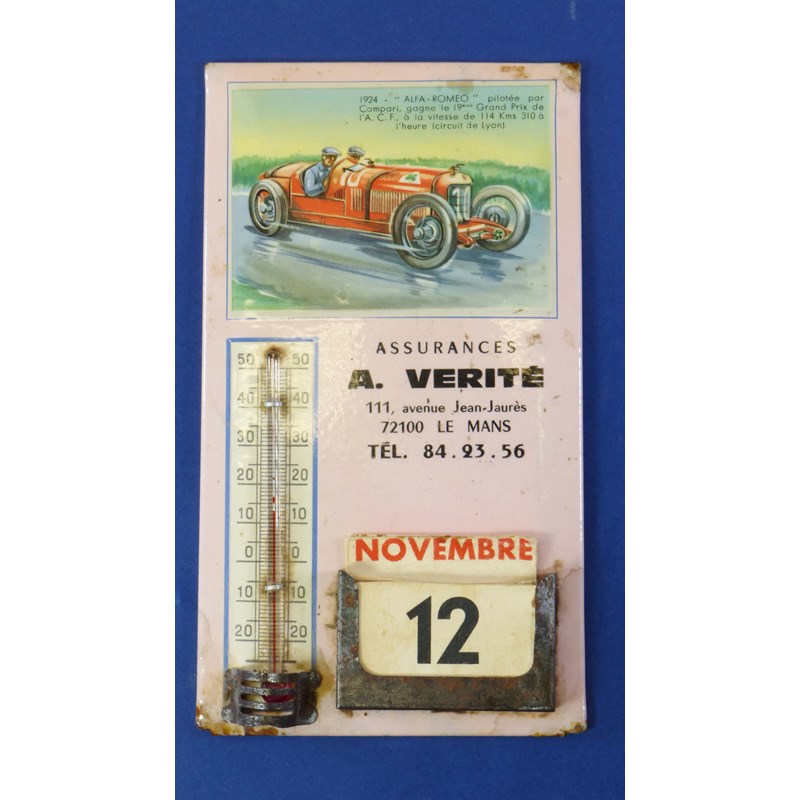 1924 - " ALFA-ROMEO " pilotée par
Campari, gagne le 19ème Grand Prix de
l'A. C. F., à la vitesse de 114 Kms 310 à
l'heure (circuit de Lyon).
10
ASSURANCES
A. VERITÉ
111, avenue Jean-Jaurès
72100 LE MANS
TÉL. 84.23.56
50 50
40 40
30 30
20 20
10 10
0 0
10 10
20 20
NOVEMBRE
12